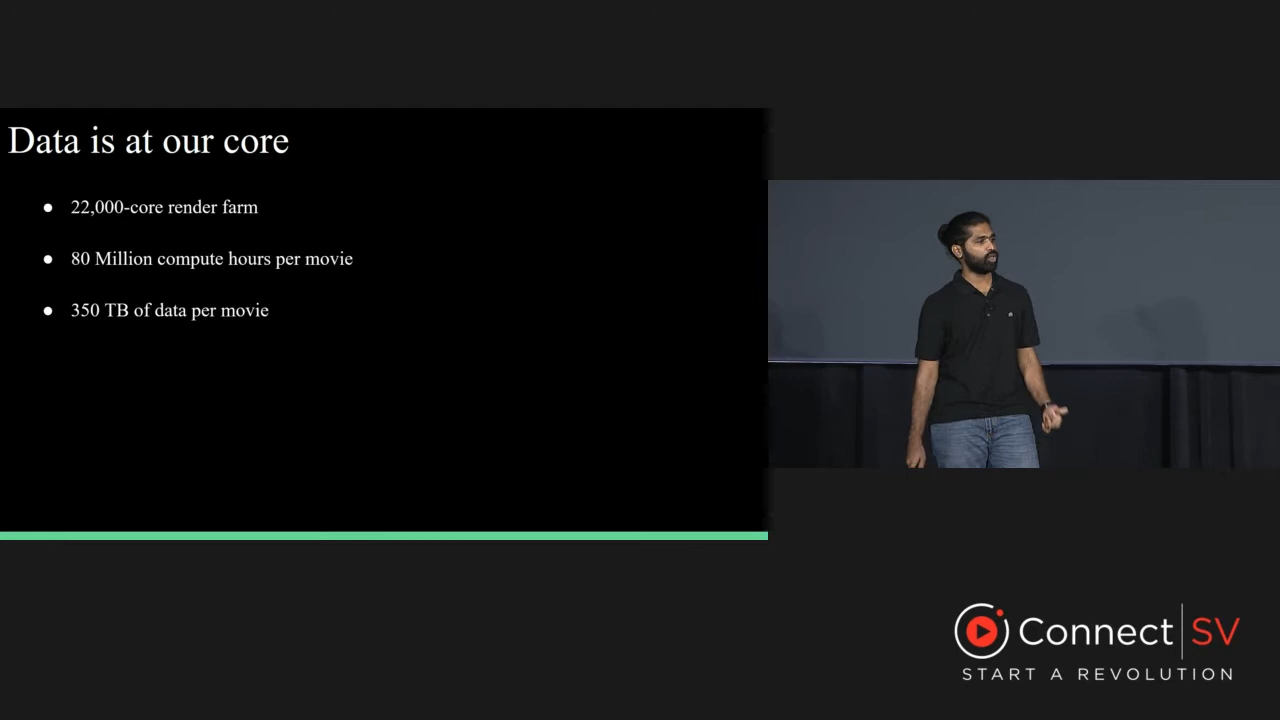 Data is at our core
● 22,000-core render farm
● 80 Million compute hours per movie
● 350 TB of data per movie
Connect SV
START A REVOLUTION